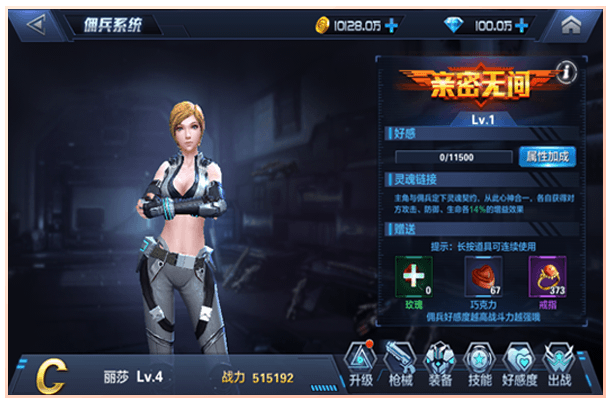 佣兵系统
10128.0万
100.0万
亲密无间
Lv.1
好感
0/11500
属性加成
灵魂链接
主角与佣兵定下灵魂契约，从此心神合一，各自获得对
方攻击、防御、生命各14%的增益效果
赠送
提示：长按道具可连续使用
0
67
373
玫瑰
巧克力
戒指
佣兵好感度越高战斗力越强哦
C
丽莎 Lv.4
战力 515192
升级
枪械
装备
技能
好感度
出战